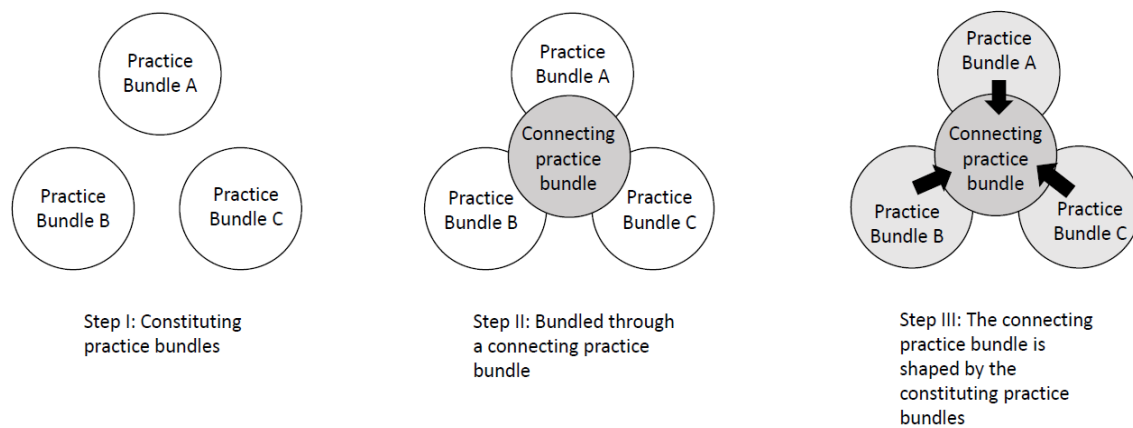 Practice
Bundle A
Practice
Bundle B
Practice
Bundle C
Step I: Constituting
practice bundles
Practice
Bundle A
Connecting
practice
bundle
Practice
Bundle B
Practice
Bundle C
Step II: Bundled through
a connecting practice
bundle
Practice
Bundle A
Connecting
practice
bundle
Practice
Bundle B
Practice
Bundle C
Step III: The connecting
practice bundle is
shaped by the
constituting practice
bundles